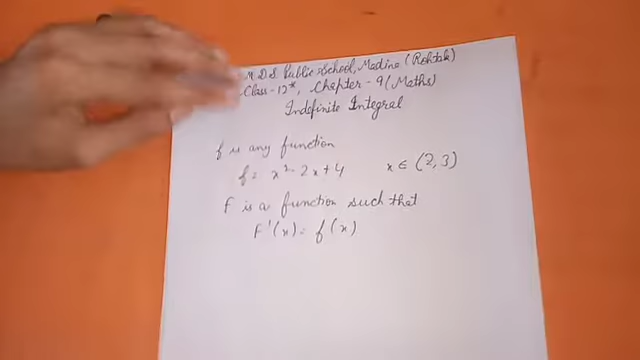 M.D.S. Public School, Madina (Rohtak)
Class-12th, Chapter-9 (Maths)
Indefinite Integral
f is any function
f = x² - 2x + 4 x ∈ (2, 3)
F is a function such that
F'(x) = f(x)